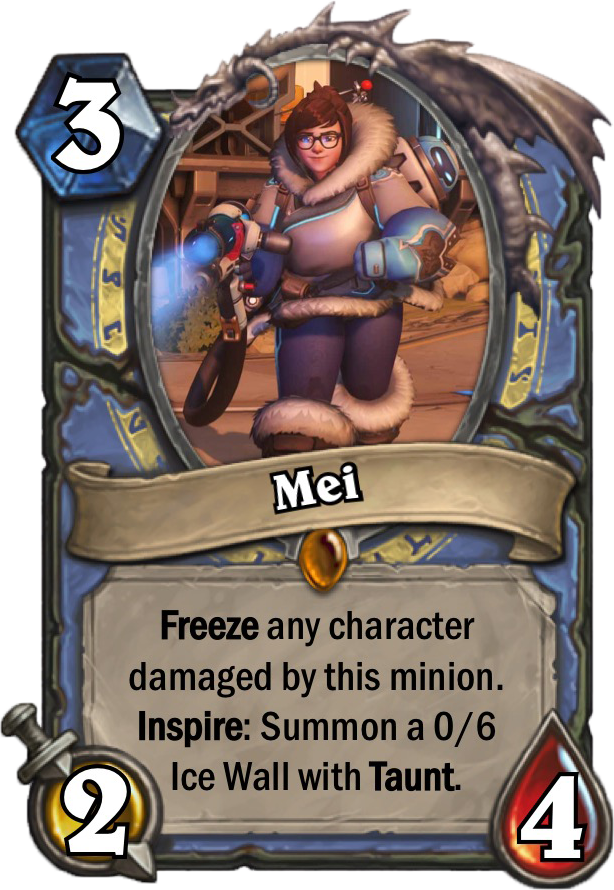 3
Mei
Freeze any character
damaged by this minion.
Inspire: Summon a 0/6
Ice Wall with Taunt.
2
4